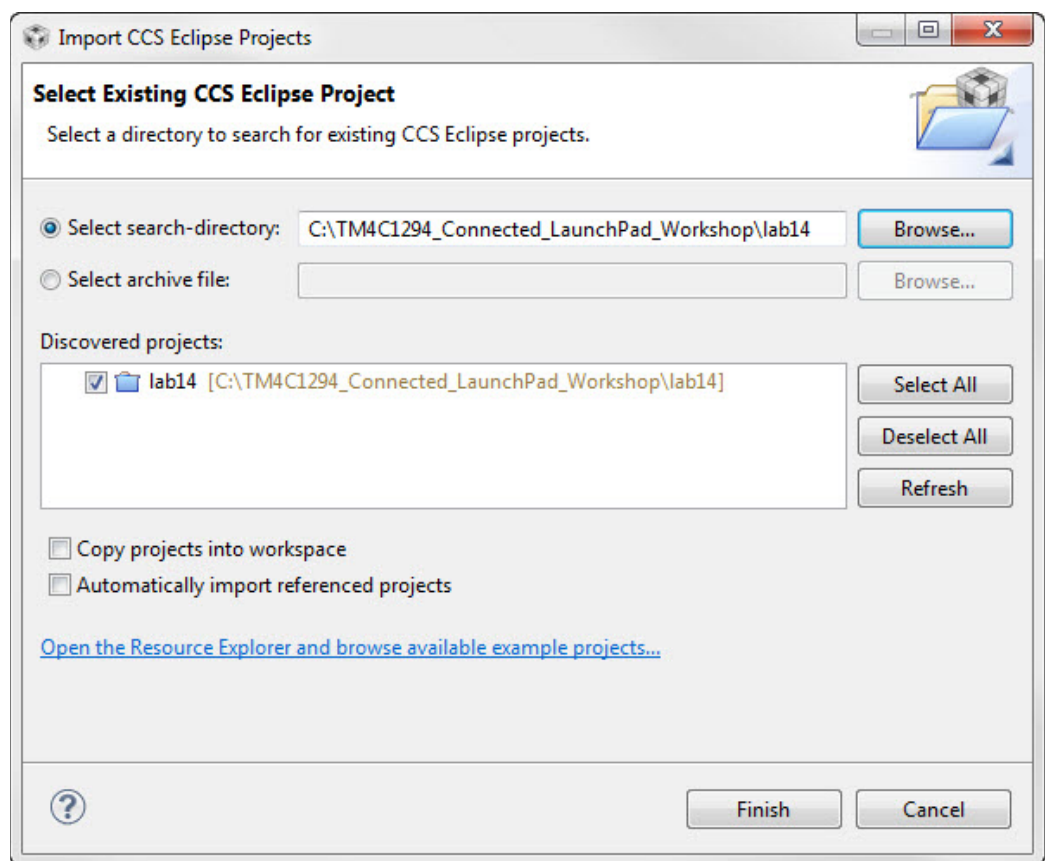 Import CCS Eclipse Projects
Select Existing CCS Eclipse Project
Select a directory to search for existing CCS Eclipse projects.
Select search-directory: C:\TM4C1294_Connected_LaunchPad_Workshop\lab14 Browse...
Select archive file: Browse...
Discovered projects:
lab14 [C:\TM4C1294_Connected_LaunchPad_Workshop\lab14]
Select All
Deselect All
Refresh
Copy projects into workspace
Automatically import referenced projects
Open the Resource Explorer and browse available example projects...
? Finish Cancel